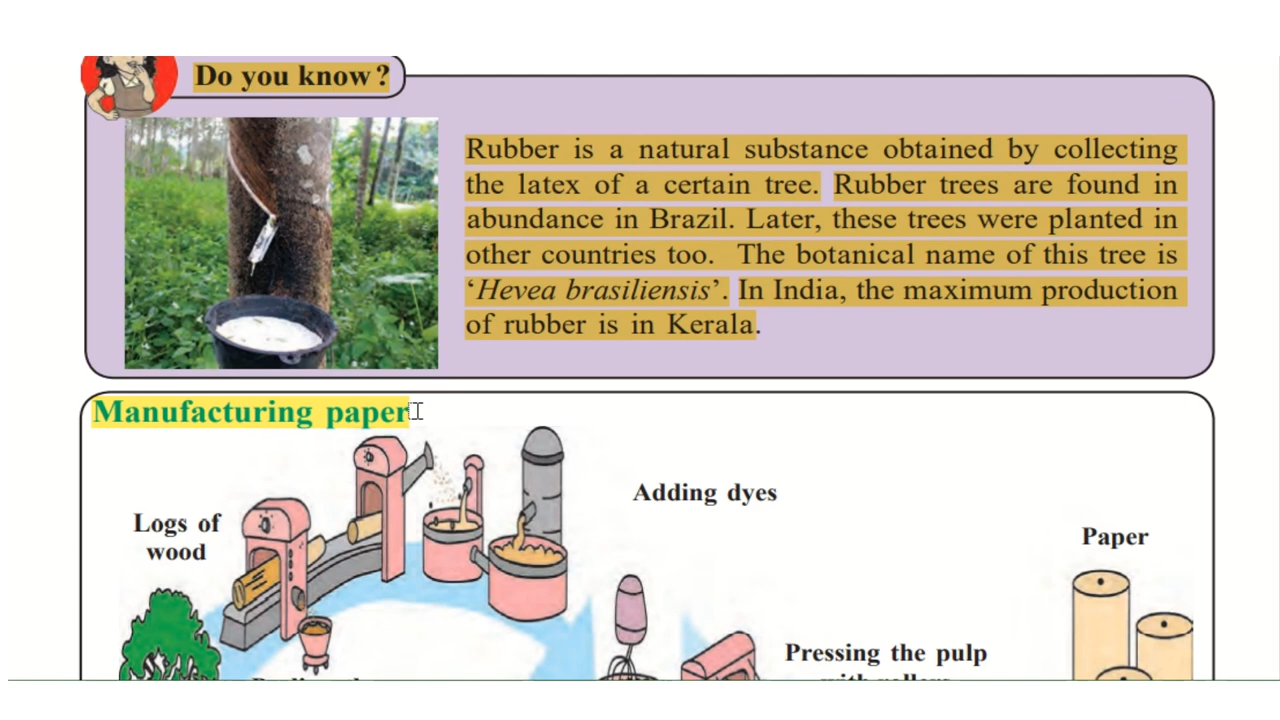 Do you know?
Rubber is a natural substance obtained by collecting
the latex of a certain tree. Rubber trees are found in
abundance in Brazil. Later, these trees were planted in
other countries too. The botanical name of this tree is
‘Hevea brasiliensis’. In India, the maximum production
of rubber is in Kerala.
Manufacturing paper
Adding dyes
Logs of
wood
Paper
Pressing the pulp
with rollers